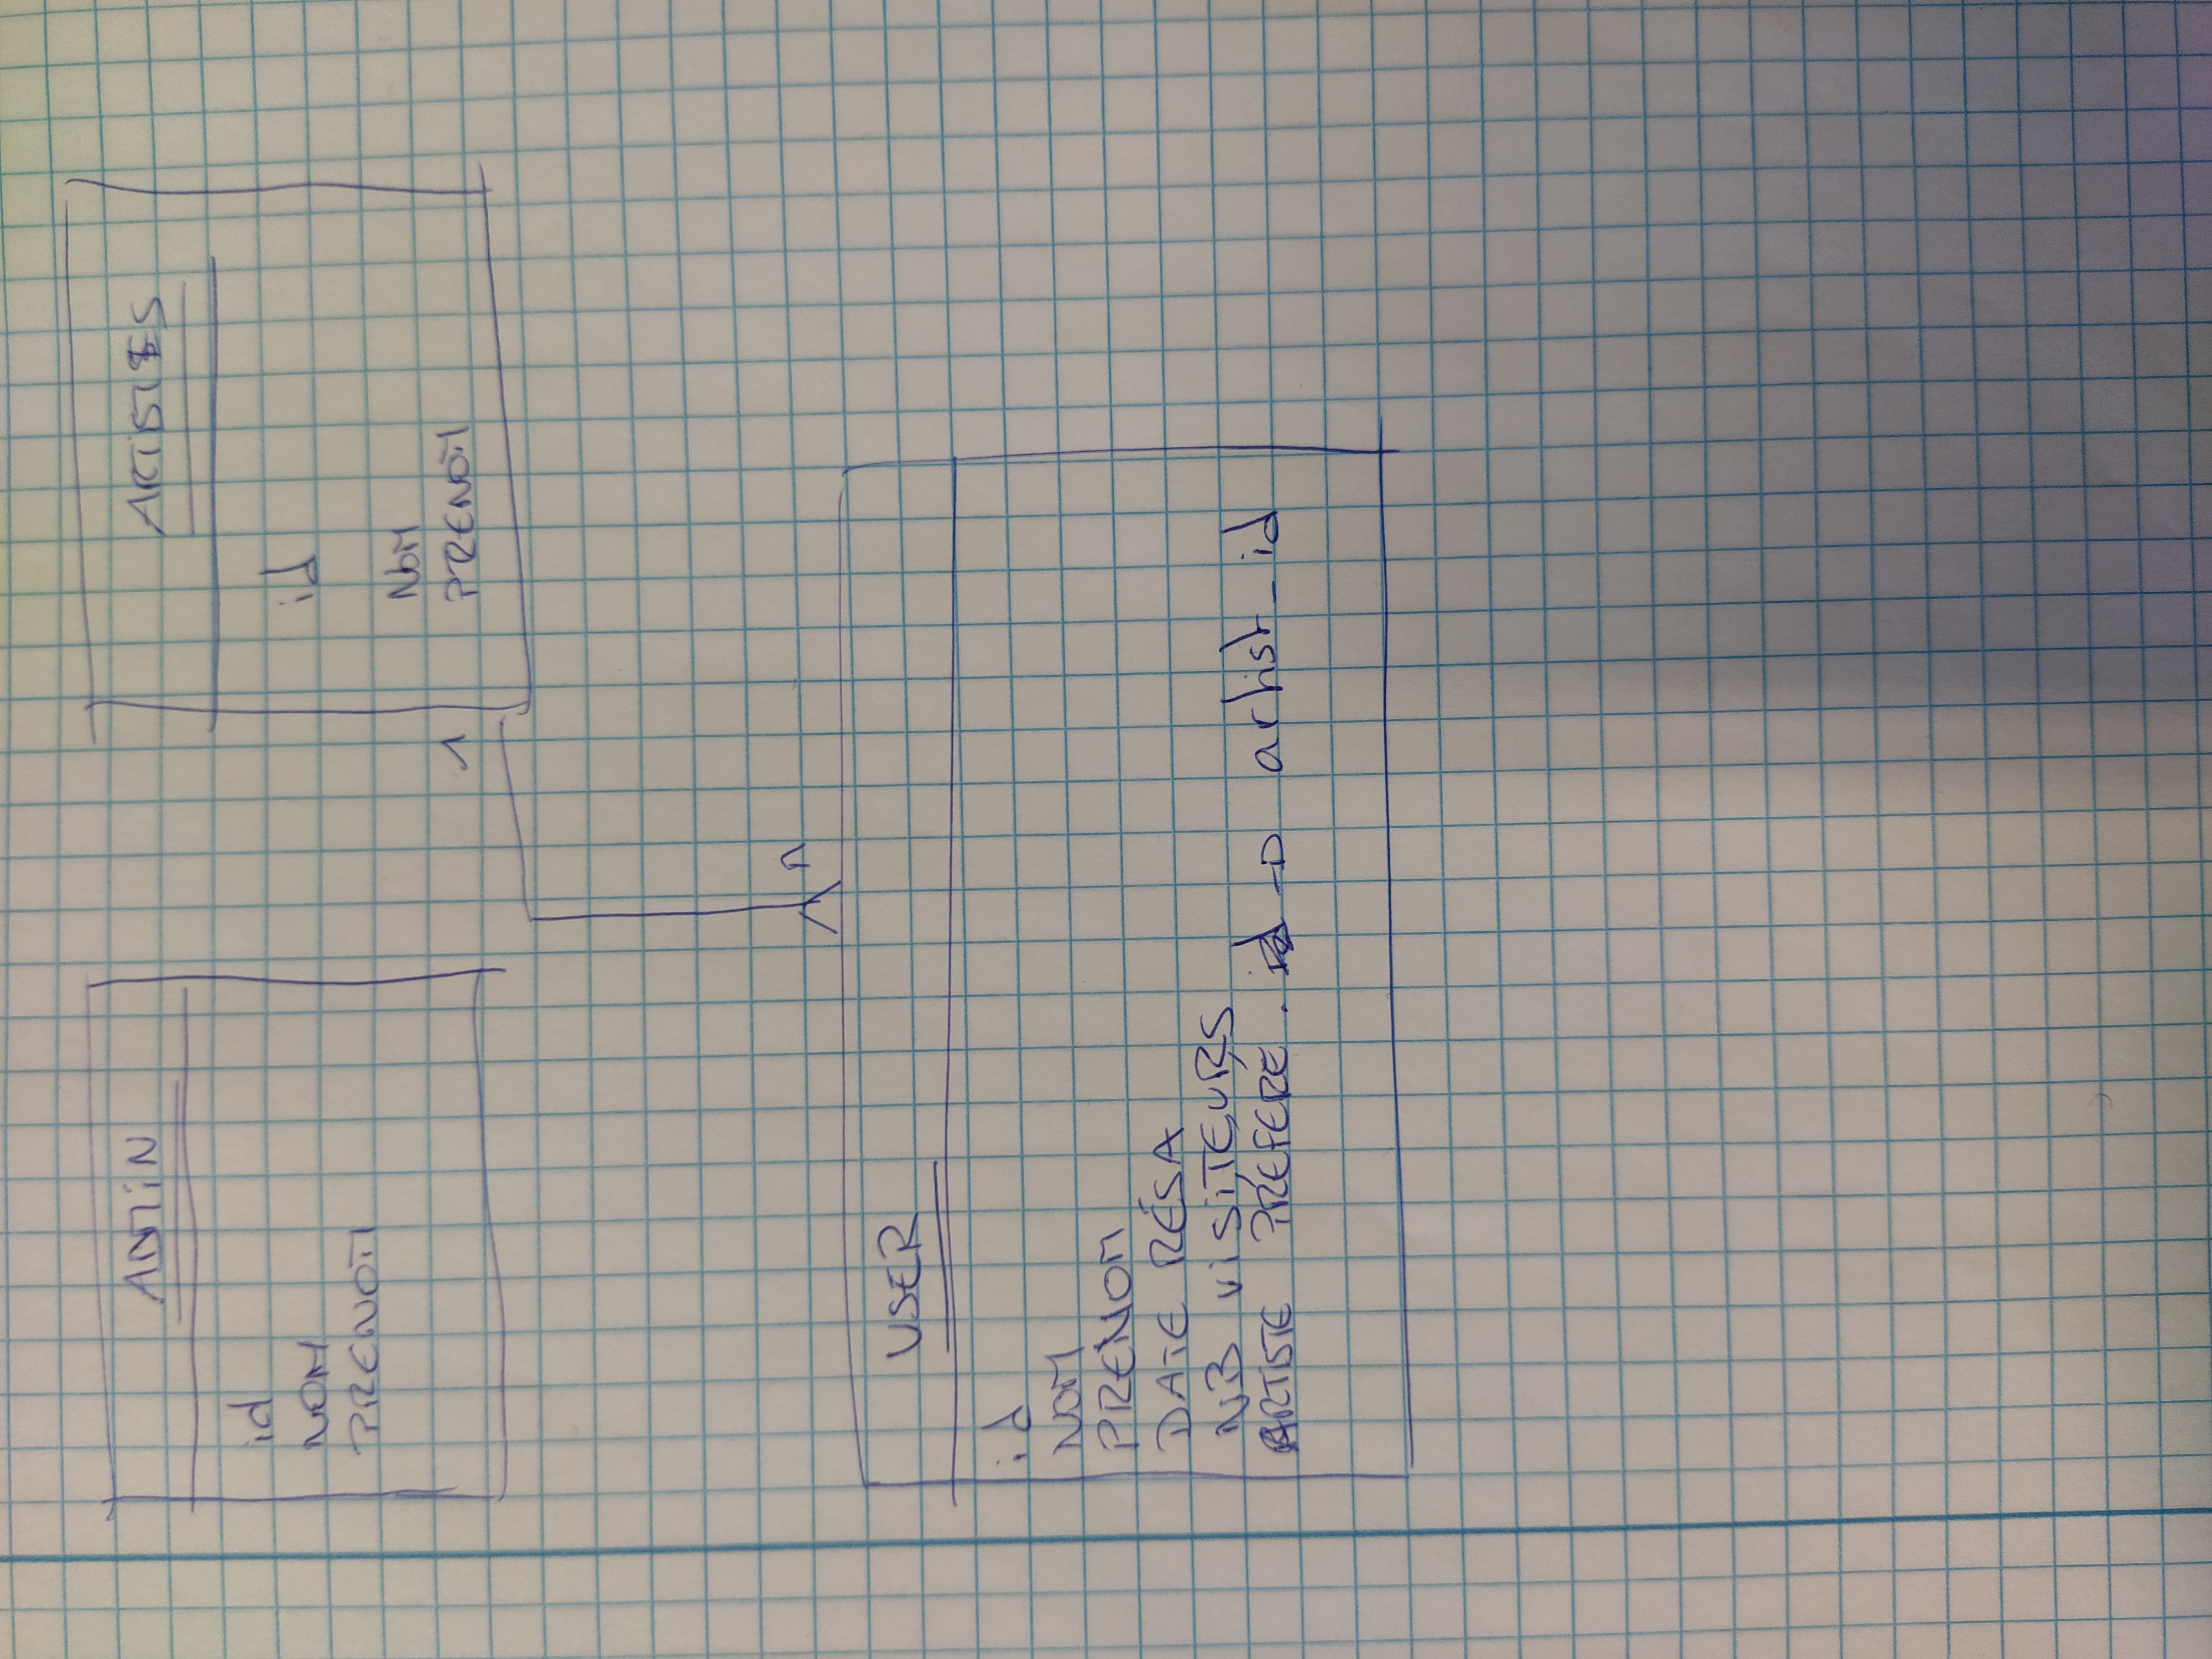 ADMIN
id
NOM
PRENOM
ARTISTES
id
NOM
PRENOM
1
n
USER
id
NOM
PRENOM
DATE RÉSA
NB ViSiTEURS
ARTISTE PRÉFÉRÉ. → artist_id